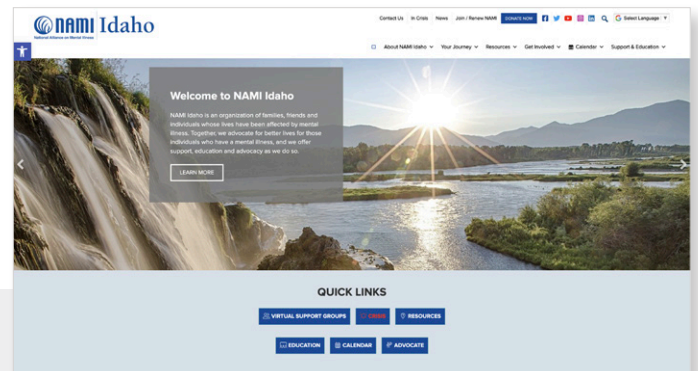 Contact Us In Crisis News Join / Renew NAMI DONATE NOW Select Language
nami Idaho
National Alliance on Mental Illness
About NAMI Idaho Your Journey Resources Get Involved Calendar Support & Education
Welcome to NAMI Idaho
NAMI Idaho is an organization of families, friends and
individuals whose lives have been affected by mental
illness. Together, we advocate for better lives for those
individuals who have a mental illness, and we offer
support, education and advocacy as we do so.
LEARN MORE
QUICK LINKS
VIRTUAL SUPPORT GROUPS CRISIS RESOURCES
EDUCATION CALENDAR ADVOCATE